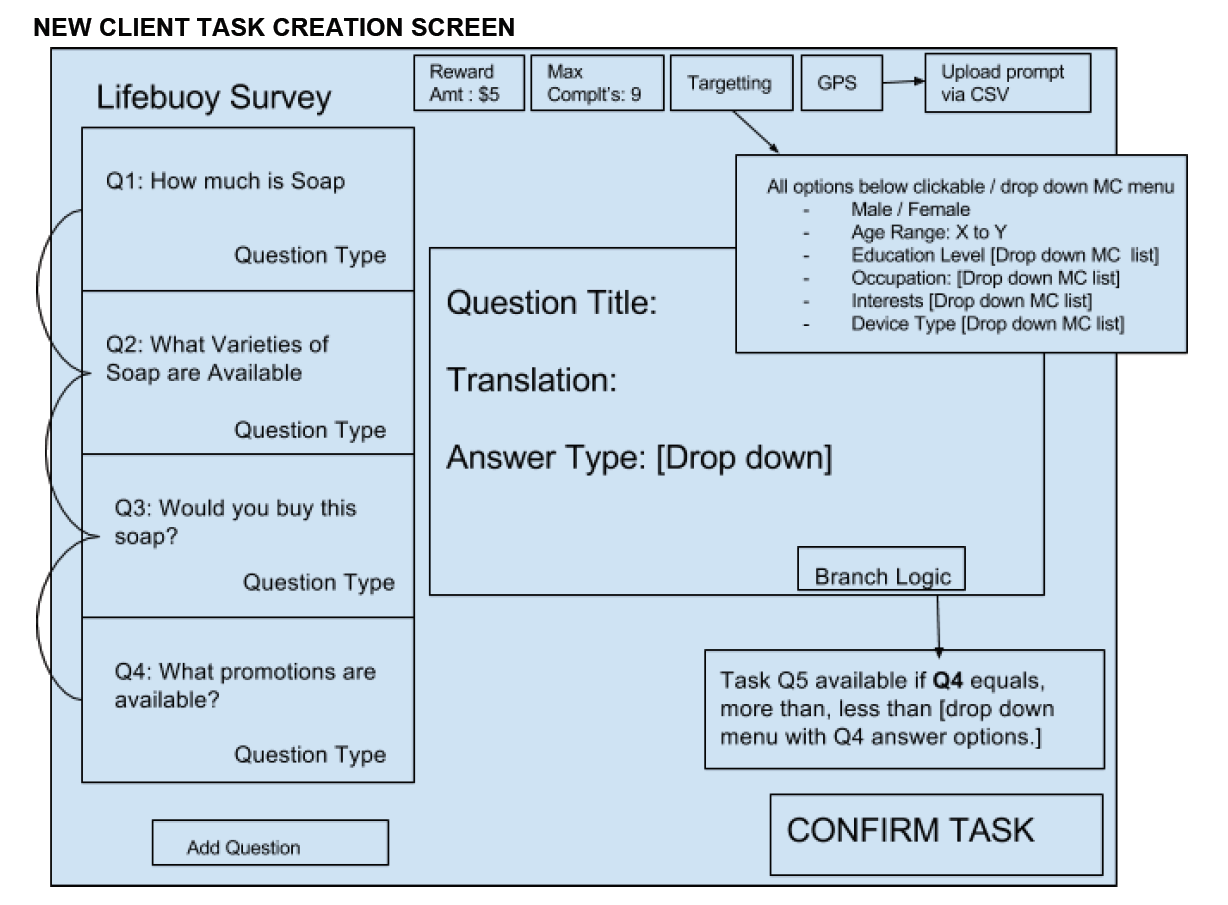 NEW CLIENT TASK CREATION SCREEN
Lifebuoy Survey
Reward
Amt : $5
Max
Complt's: 9
Targetting
GPS
Upload prompt
via CSV
All options below clickable / drop down MC menu
- Male / Female
- Age Range: X to Y
- Education Level [Drop down MC list]
- Occupation: [Drop down MC list]
- Interests [Drop down MC list]
- Device Type [Drop down MC list]
Q1: How much is Soap
Question Type
Q2: What Varieties of
Soap are Available
Question Type
Q3: Would you buy this
soap?
Question Type
Q4: What promotions are
available?
Question Type
Add Question
Question Title:
Translation:
Answer Type: [Drop down]
Branch Logic
Task Q5 available if Q4 equals,
more than, less than [drop down
menu with Q4 answer options.]
CONFIRM TASK